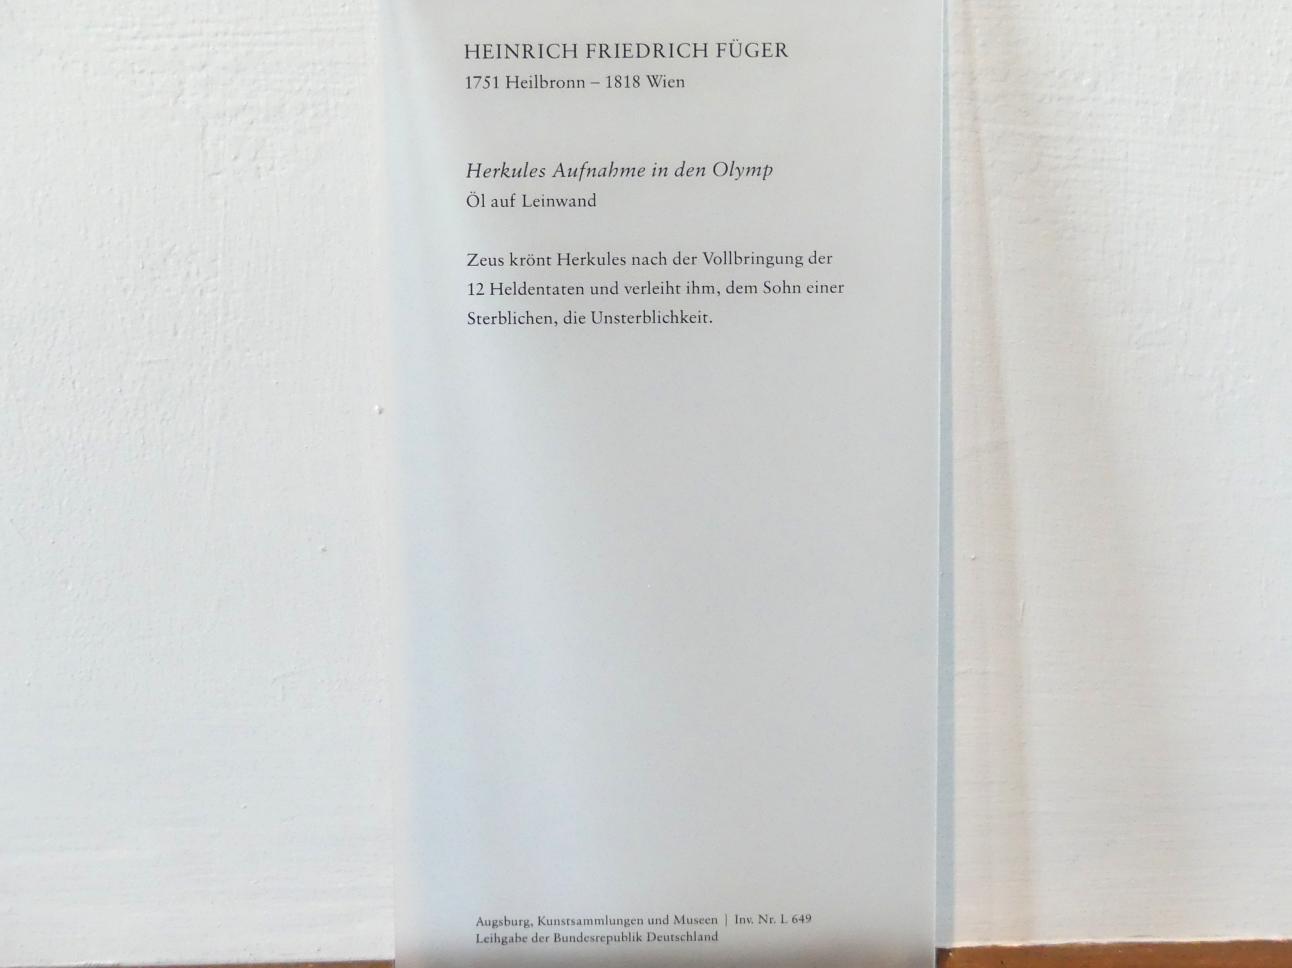 HEINRICH FRIEDRICH FÜGER
1751 Heilbronn – 1818 Wien
Herkules Aufnahme in den Olymp
Öl auf Leinwand
Zeus krönt Herkules nach der Vollbringung der
12 Heldentaten und verleiht ihm, dem Sohn einer
Sterblichen, die Unsterblichkeit.
Augsburg, Kunstsammlungen und Museen | Inv. Nr. L 649
Leihgabe der Bundesrepublik Deutschland